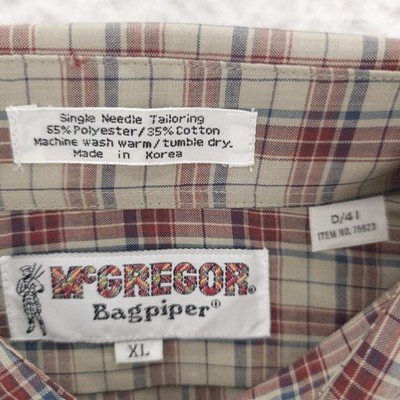 Single Needle Tailoring
65% Polyester/35% Cotton
Machine wash warm/tumble dry.
Made in Korea
D/41
ITEM NO. 75623
McGREGOR®
Bagpiper®
XL